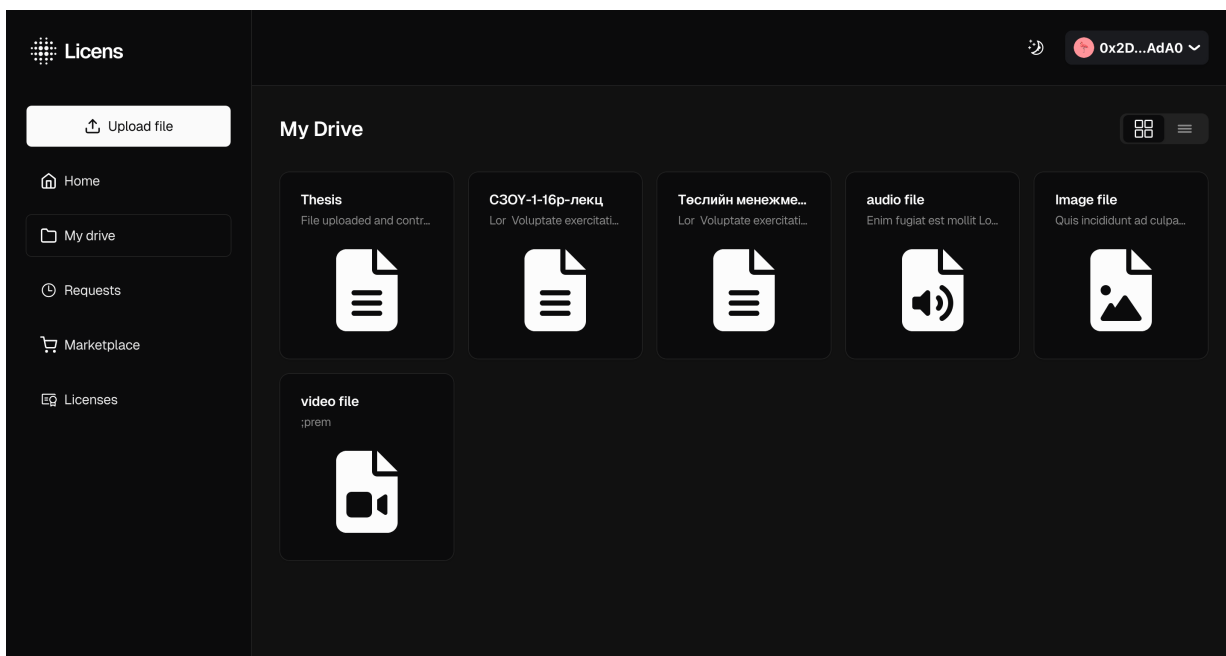 Licens
0x2D...AdA0
Upload file
My Drive
Home
My drive
Requests
Marketplace
Licenses
Thesis
File uploaded and contr...
СЗОҮ-1-16р-лекц
Lor Voluptate exercitati...
Төслийн менежме...
Lor Voluptate exercitati...
audio file
Enim fugiat est mollit Lo...
Image file
Quis incididunt ad culpa...
video file
;prem